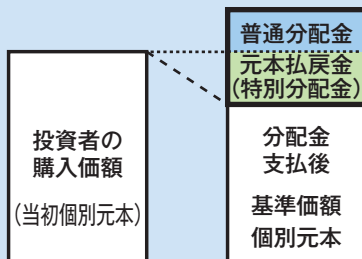 普通分配金
元本払戻金
(特別分配金)
投資者の
購入価額
(当初個別元本)
分配金
支払後
基準価額
個別元本